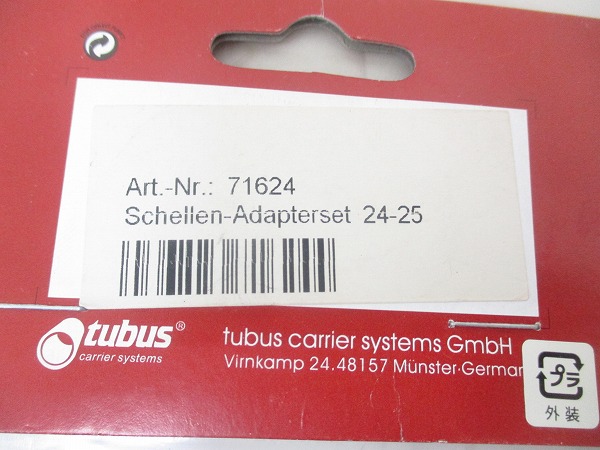 Art.-Nr.: 71624
Schellen-Adapterset 24-25
tubus®
carrier systems
tubus carrier systems GmbH
Virnkamp 24.48157 Münster·German
プラ
外装